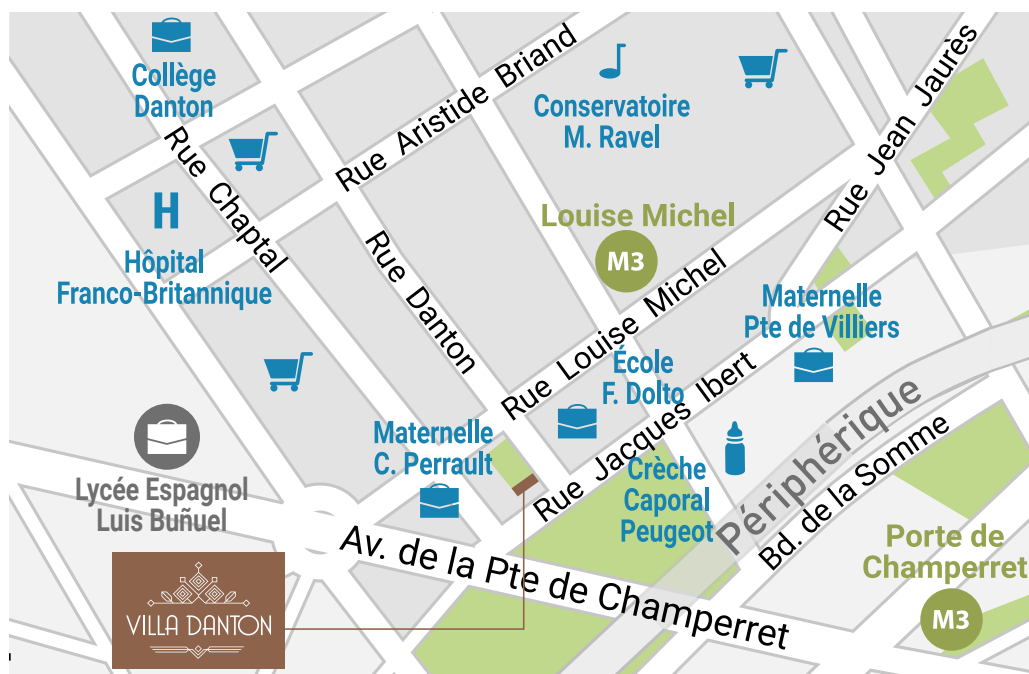 Collège
Danton
Rue Aristide Briand
Conservatoire
M. Ravel
Rue Jean Jaurès
Rue Chaptal
H
Hôpital
Franco-Britannique
Louise Michel
M3
Rue Danton
Rue Louise Michel
Maternelle
Pte de Villiers
École
F. Dolto
Rue Jacques Ibert
Maternelle
C. Perrault
Périphérique
Bd. de la Somme
Crèche
Caporal
Peugeot
Lycée Espagnol
Luis Buñuel
Av. de la Pte de Champerret
Porte de
Champerret
M3
VILLA DANTON